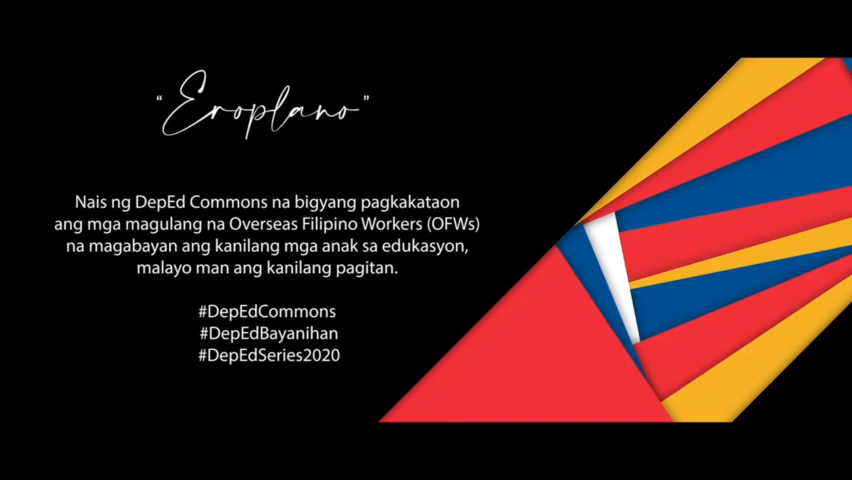 “Eroplano”
Nais ng DepEd Commons na bigyang pagkakataon
ang mga magulang na Overseas Filipino Workers (OFWs)
na magabayan ang kanilang mga anak sa edukasyon,
malayo man ang kanilang pagitan.
#DepEdCommons
#DepEdBayanihan
#DepEdSeries2020